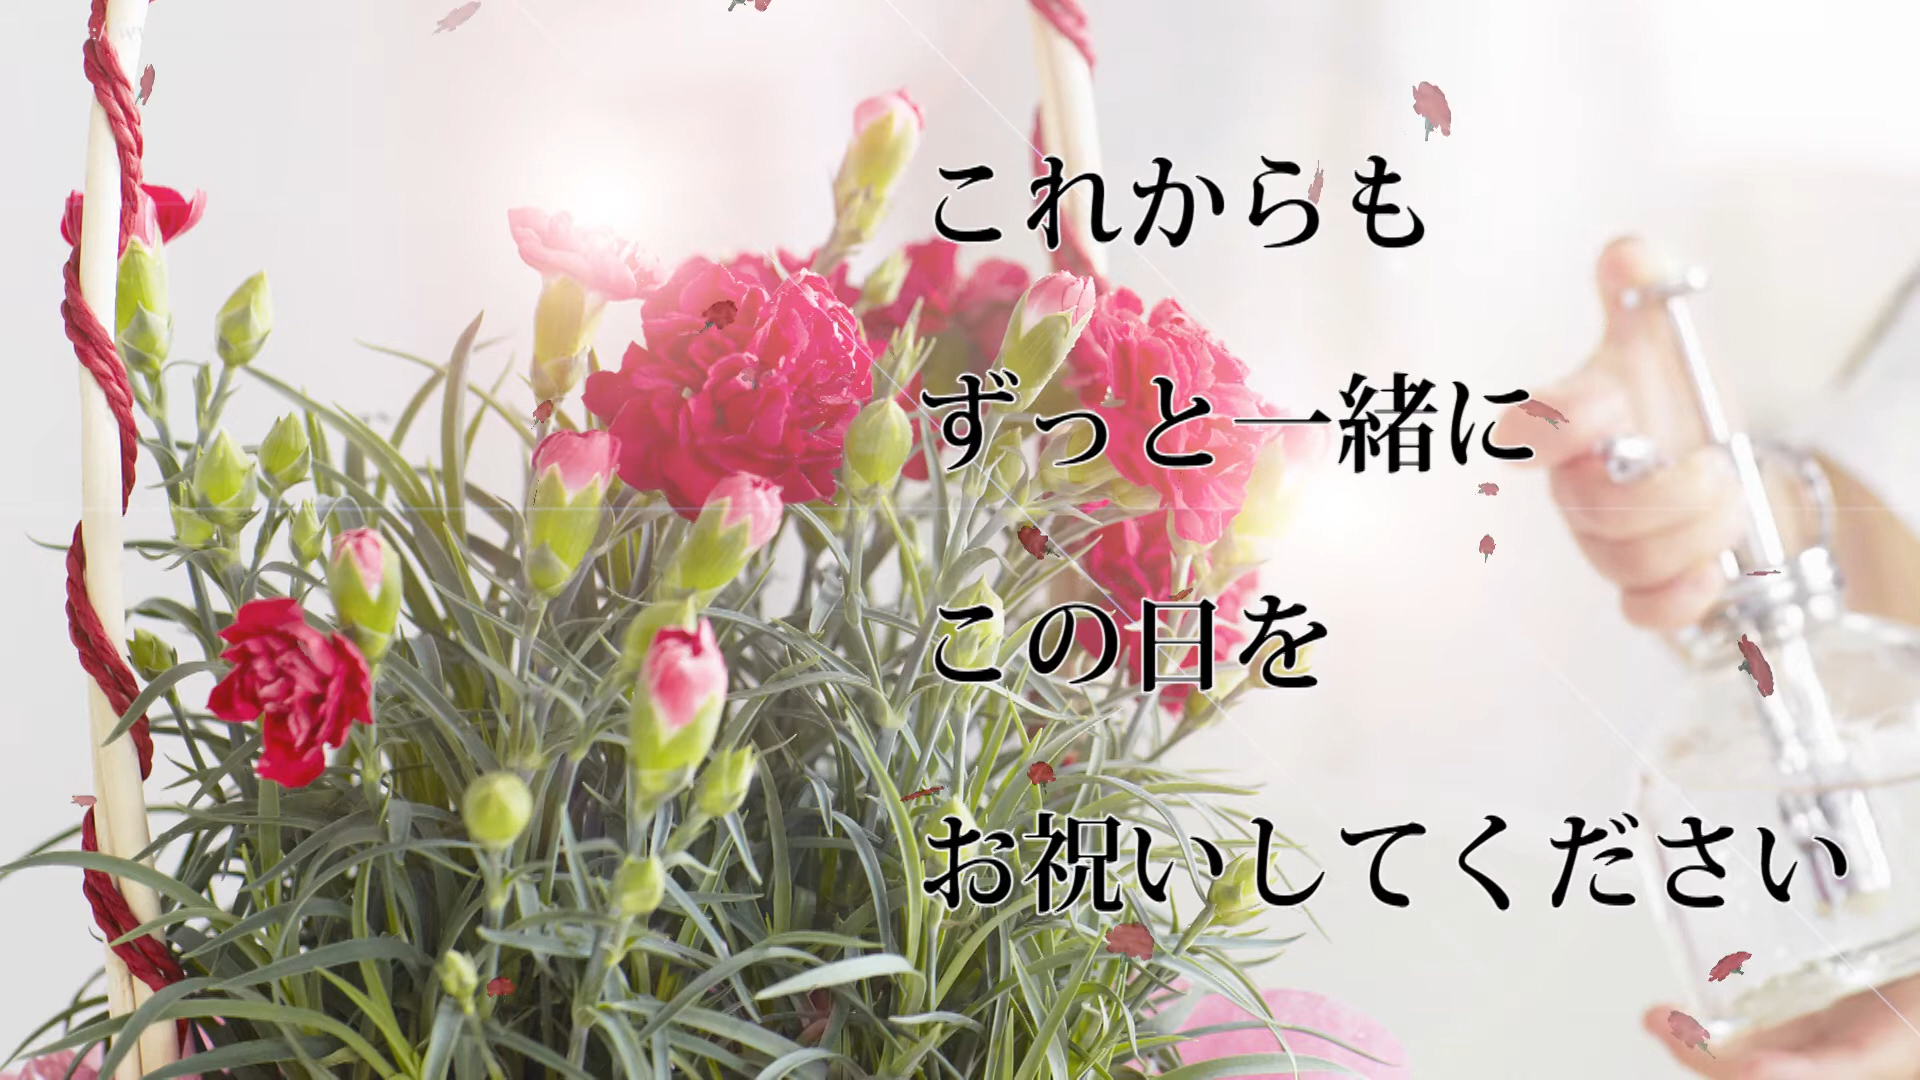 これからも
ずっと一緒に
この日を
お祝いしてください